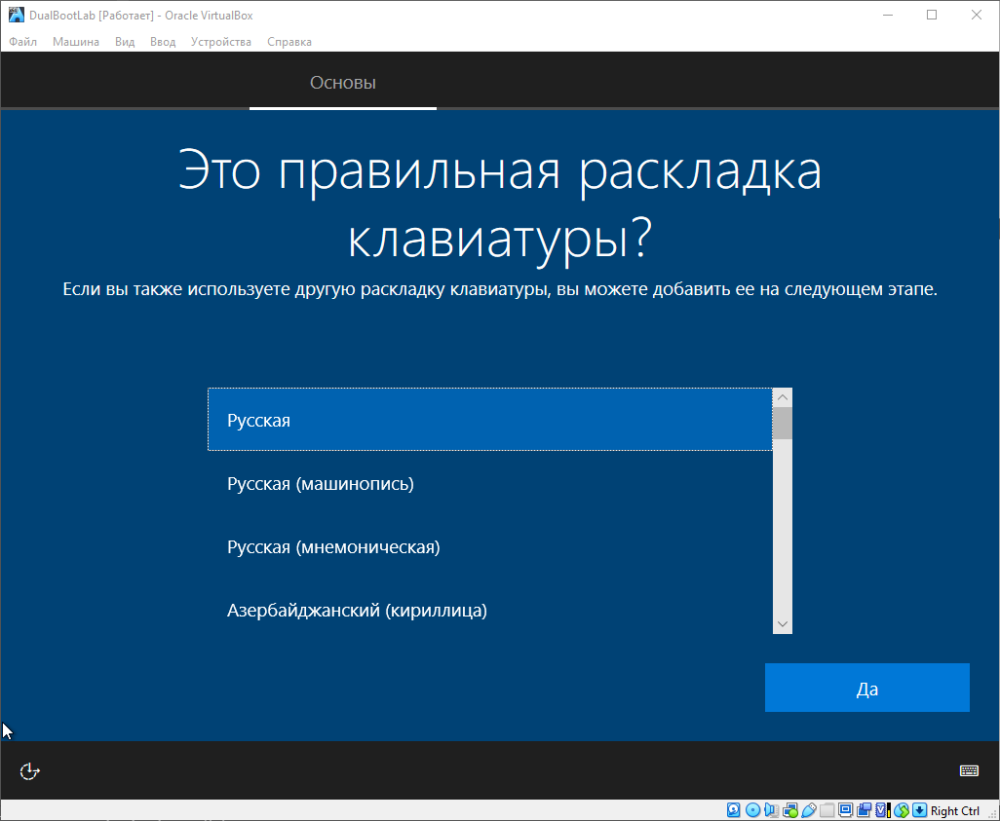 DualBootLab [Работает] - Oracle VirtualBox
Файл Машина Вид Ввод Устройства Справка
Основы
Это правильная раскладка
клавиатуры?
Если вы также используете другую раскладку клавиатуры, вы можете добавить ее на следующем этапе.
Русская
Русская (машинопись)
Русская (мнемоническая)
Азербайджанский (кириллица)
Да
Right Ctrl